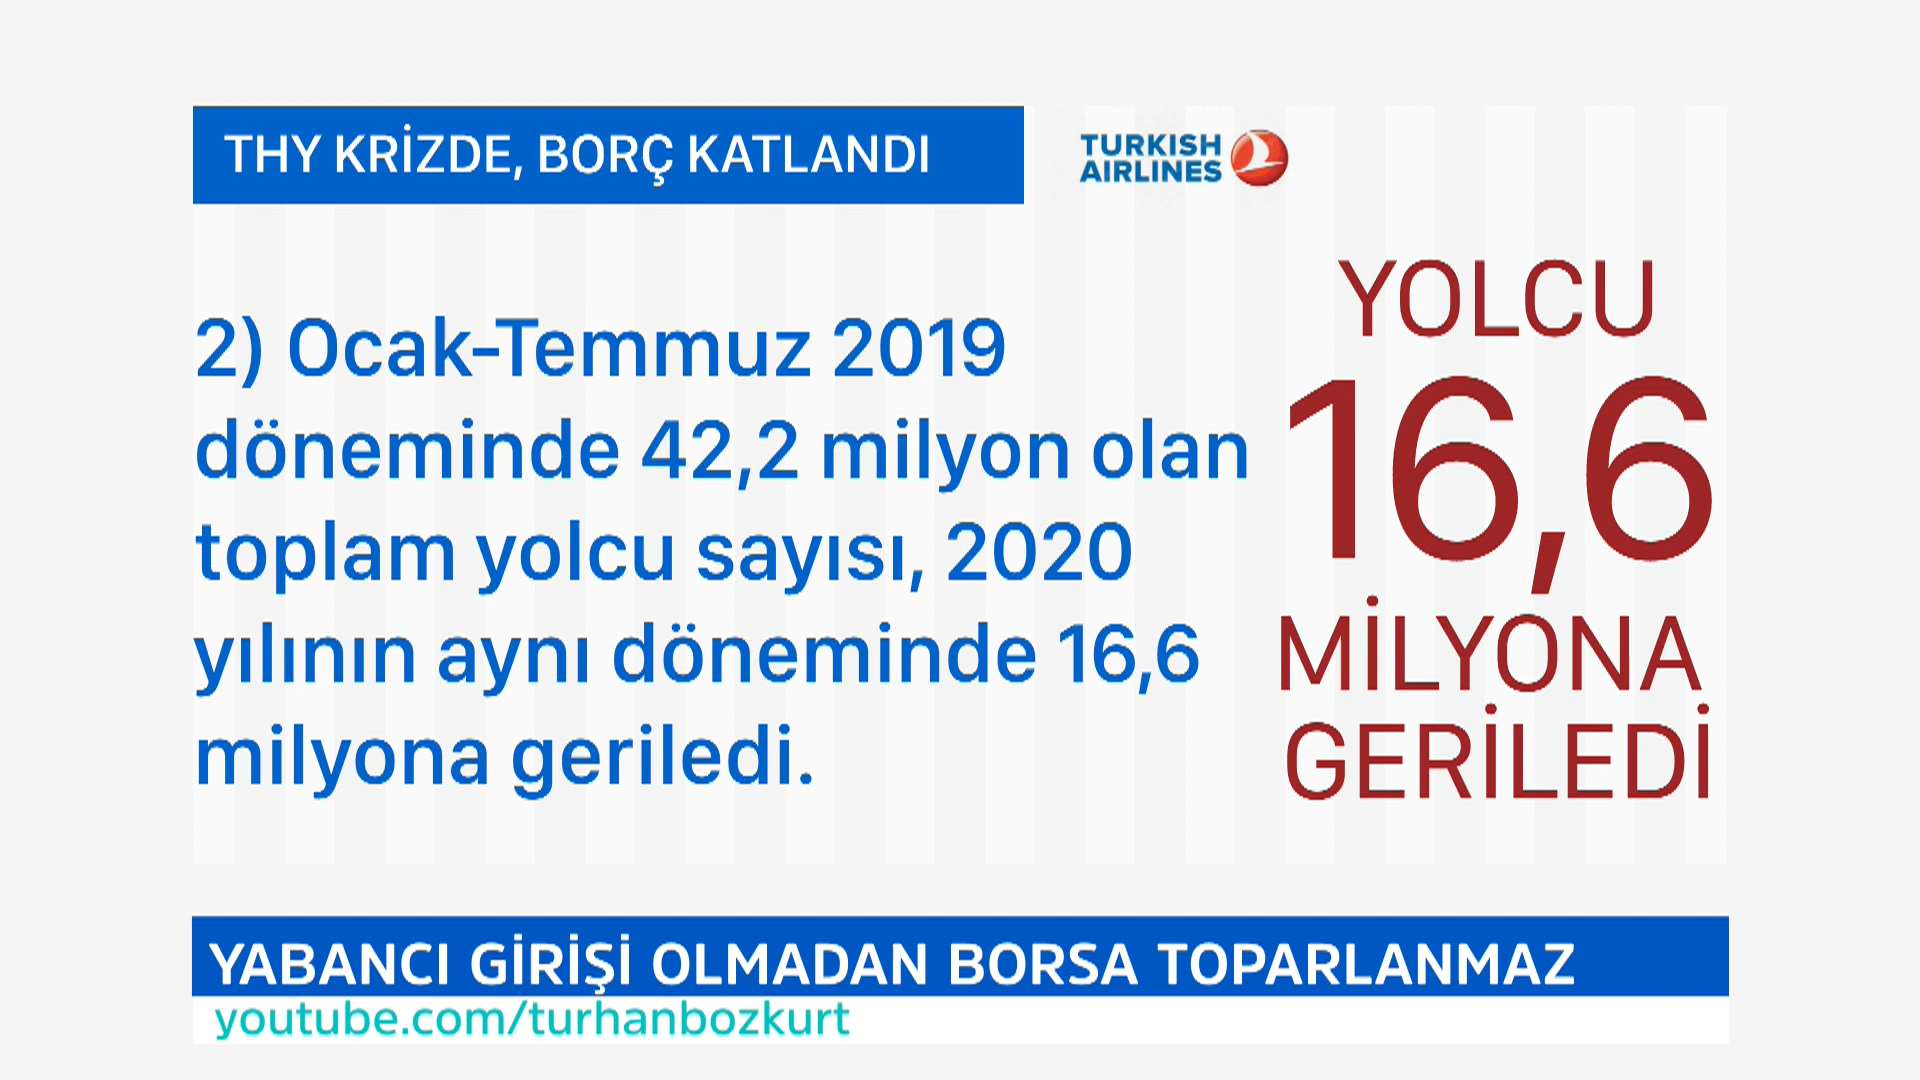 THY KRİZDE, BORÇ KATLANDI
TURKISH
AIRLINES
2) Ocak-Temmuz 2019
döneminde 42,2 milyon olan
toplam yolcu sayısı, 2020
yılının aynı döneminde 16,6
milyona geriledi.
YOLCU
16,6
MİLYONA
GERİLEDİ
YABANCI GİRİŞİ OLMADAN BORSA TOPARLANMAZ
youtube.com/turhanbozkurt